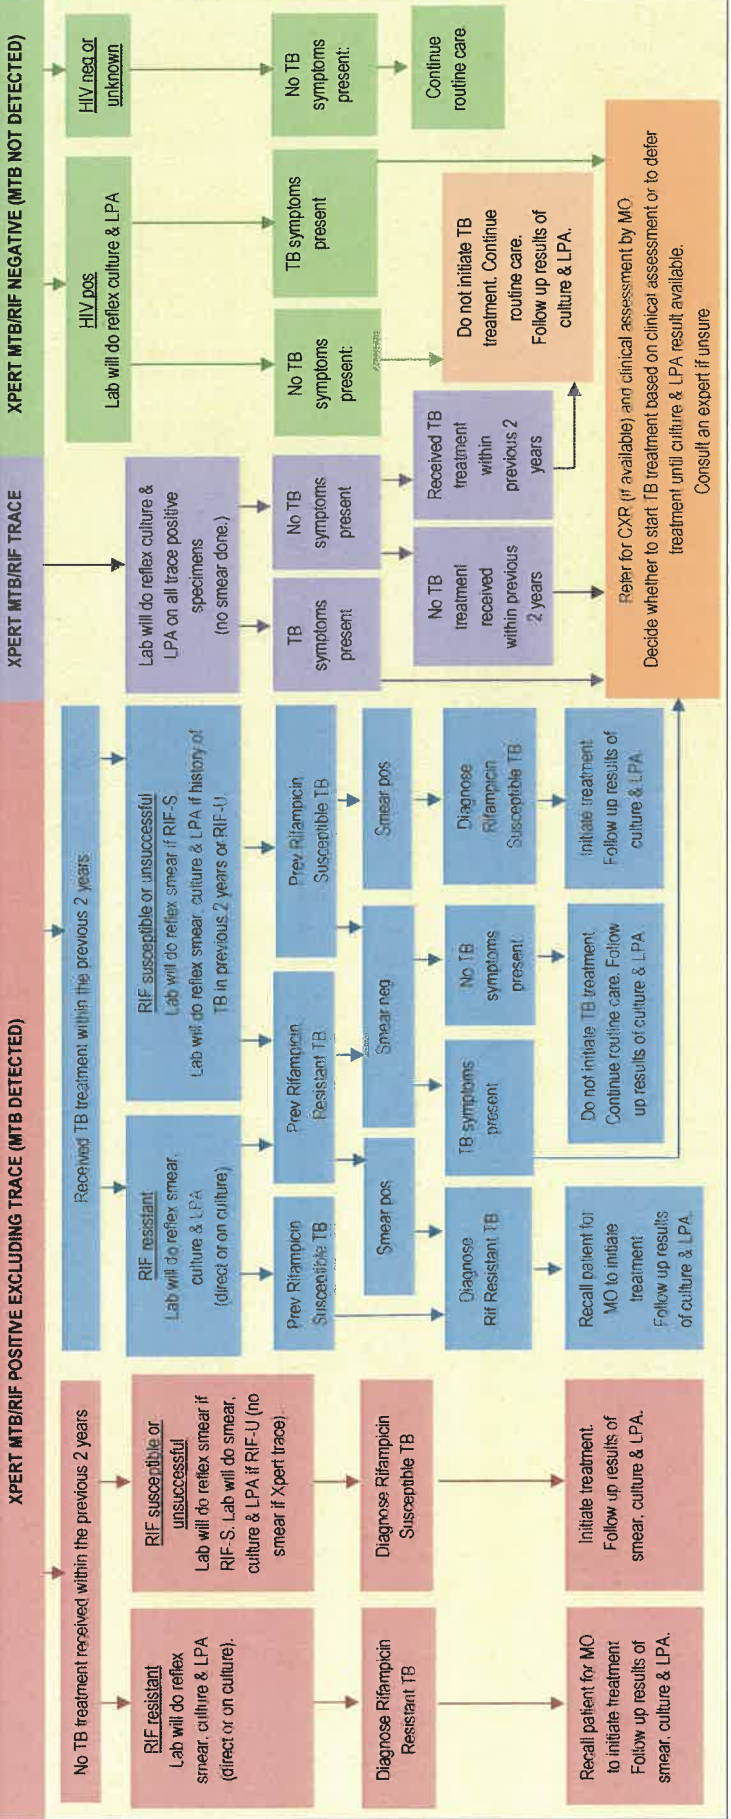 XPERT MTB/RIF POSITIVE EXCLUDING TRACE (MTB DETECTED)
No TB treatment received within the previous 2 years
RIF resistant
Lab will do reflex
smear, culture & LPA
(direct or on culture).
Diagnose Rifampicin
Resistant TB
Recall patient for MO
to initiate treatment
Follow up results of
smear, culture & LPA.
RIF susceptible or
unsuccessful
Lab will do reflex smear if
RIF-S. Lab will do smear,
culture & LPA if RIF-U (no
smear if Xpert trace).
Diagnose Rifampicin
Susceptible TB
Initiate treatment.
Follow up results of
smear, culture & LPA.
Received TB treatment within the previous 2 years
RIF resistant
Lab will do reflex smear,
culture & LPA
(direct or on culture)
RIF susceptible or unsuccessful
Lab will do reflex smear if RIF-S.
Lab will do reflex smear, culture & LPA if history of
TB in previous 2 years or RIF-U.
Prev Rifampicin
Susceptible TB
Prev Rifampicin
Resistant TB
Prev Rifampicin
Susceptible TB
Smear pos
Smear neg
Smear pos
Diagnose
Rif Resistant TB
TB symptoms
present
No TB
symptoms
present
Diagnose
Rifampicin
Susceptible TB
Recall patient for
MO to initiate
treatment
Follow up results
of culture & LPA.
Do not initiate TB treatment.
Continue routine care. Follow
up results of culture & LPA
Initiate treatment
Follow up results of
culture & LPA.
XPERT MTB/RIF TRACE
Lab will do reflex culture &
LPA on all trace positive
specimens
(no smear done.)
TB
symptoms
present
No TB
symptoms
present
No TB
treatment
received
within previous
2 years
Received TB
treatment
within
previous 2
years
XPERT MTB/RIF NEGATIVE (MTB NOT DETECTED)
HIV pos
Lab will do reflex culture & LPA
HIV neg or
unknown
No TB
symptoms
present:
TB symptoms
present
No TB
symptoms
present:
Do not initiate TB
treatment. Continue
routine care.
Follow up results of
culture & LPA.
Continue
routine care.
Refer for CXR (if available) and clinical assessment by MO.
Decide whether to start TB treatment based on clinical assessment or to defer
treatment until culture & LPA result available.
Consult an expert if unsure